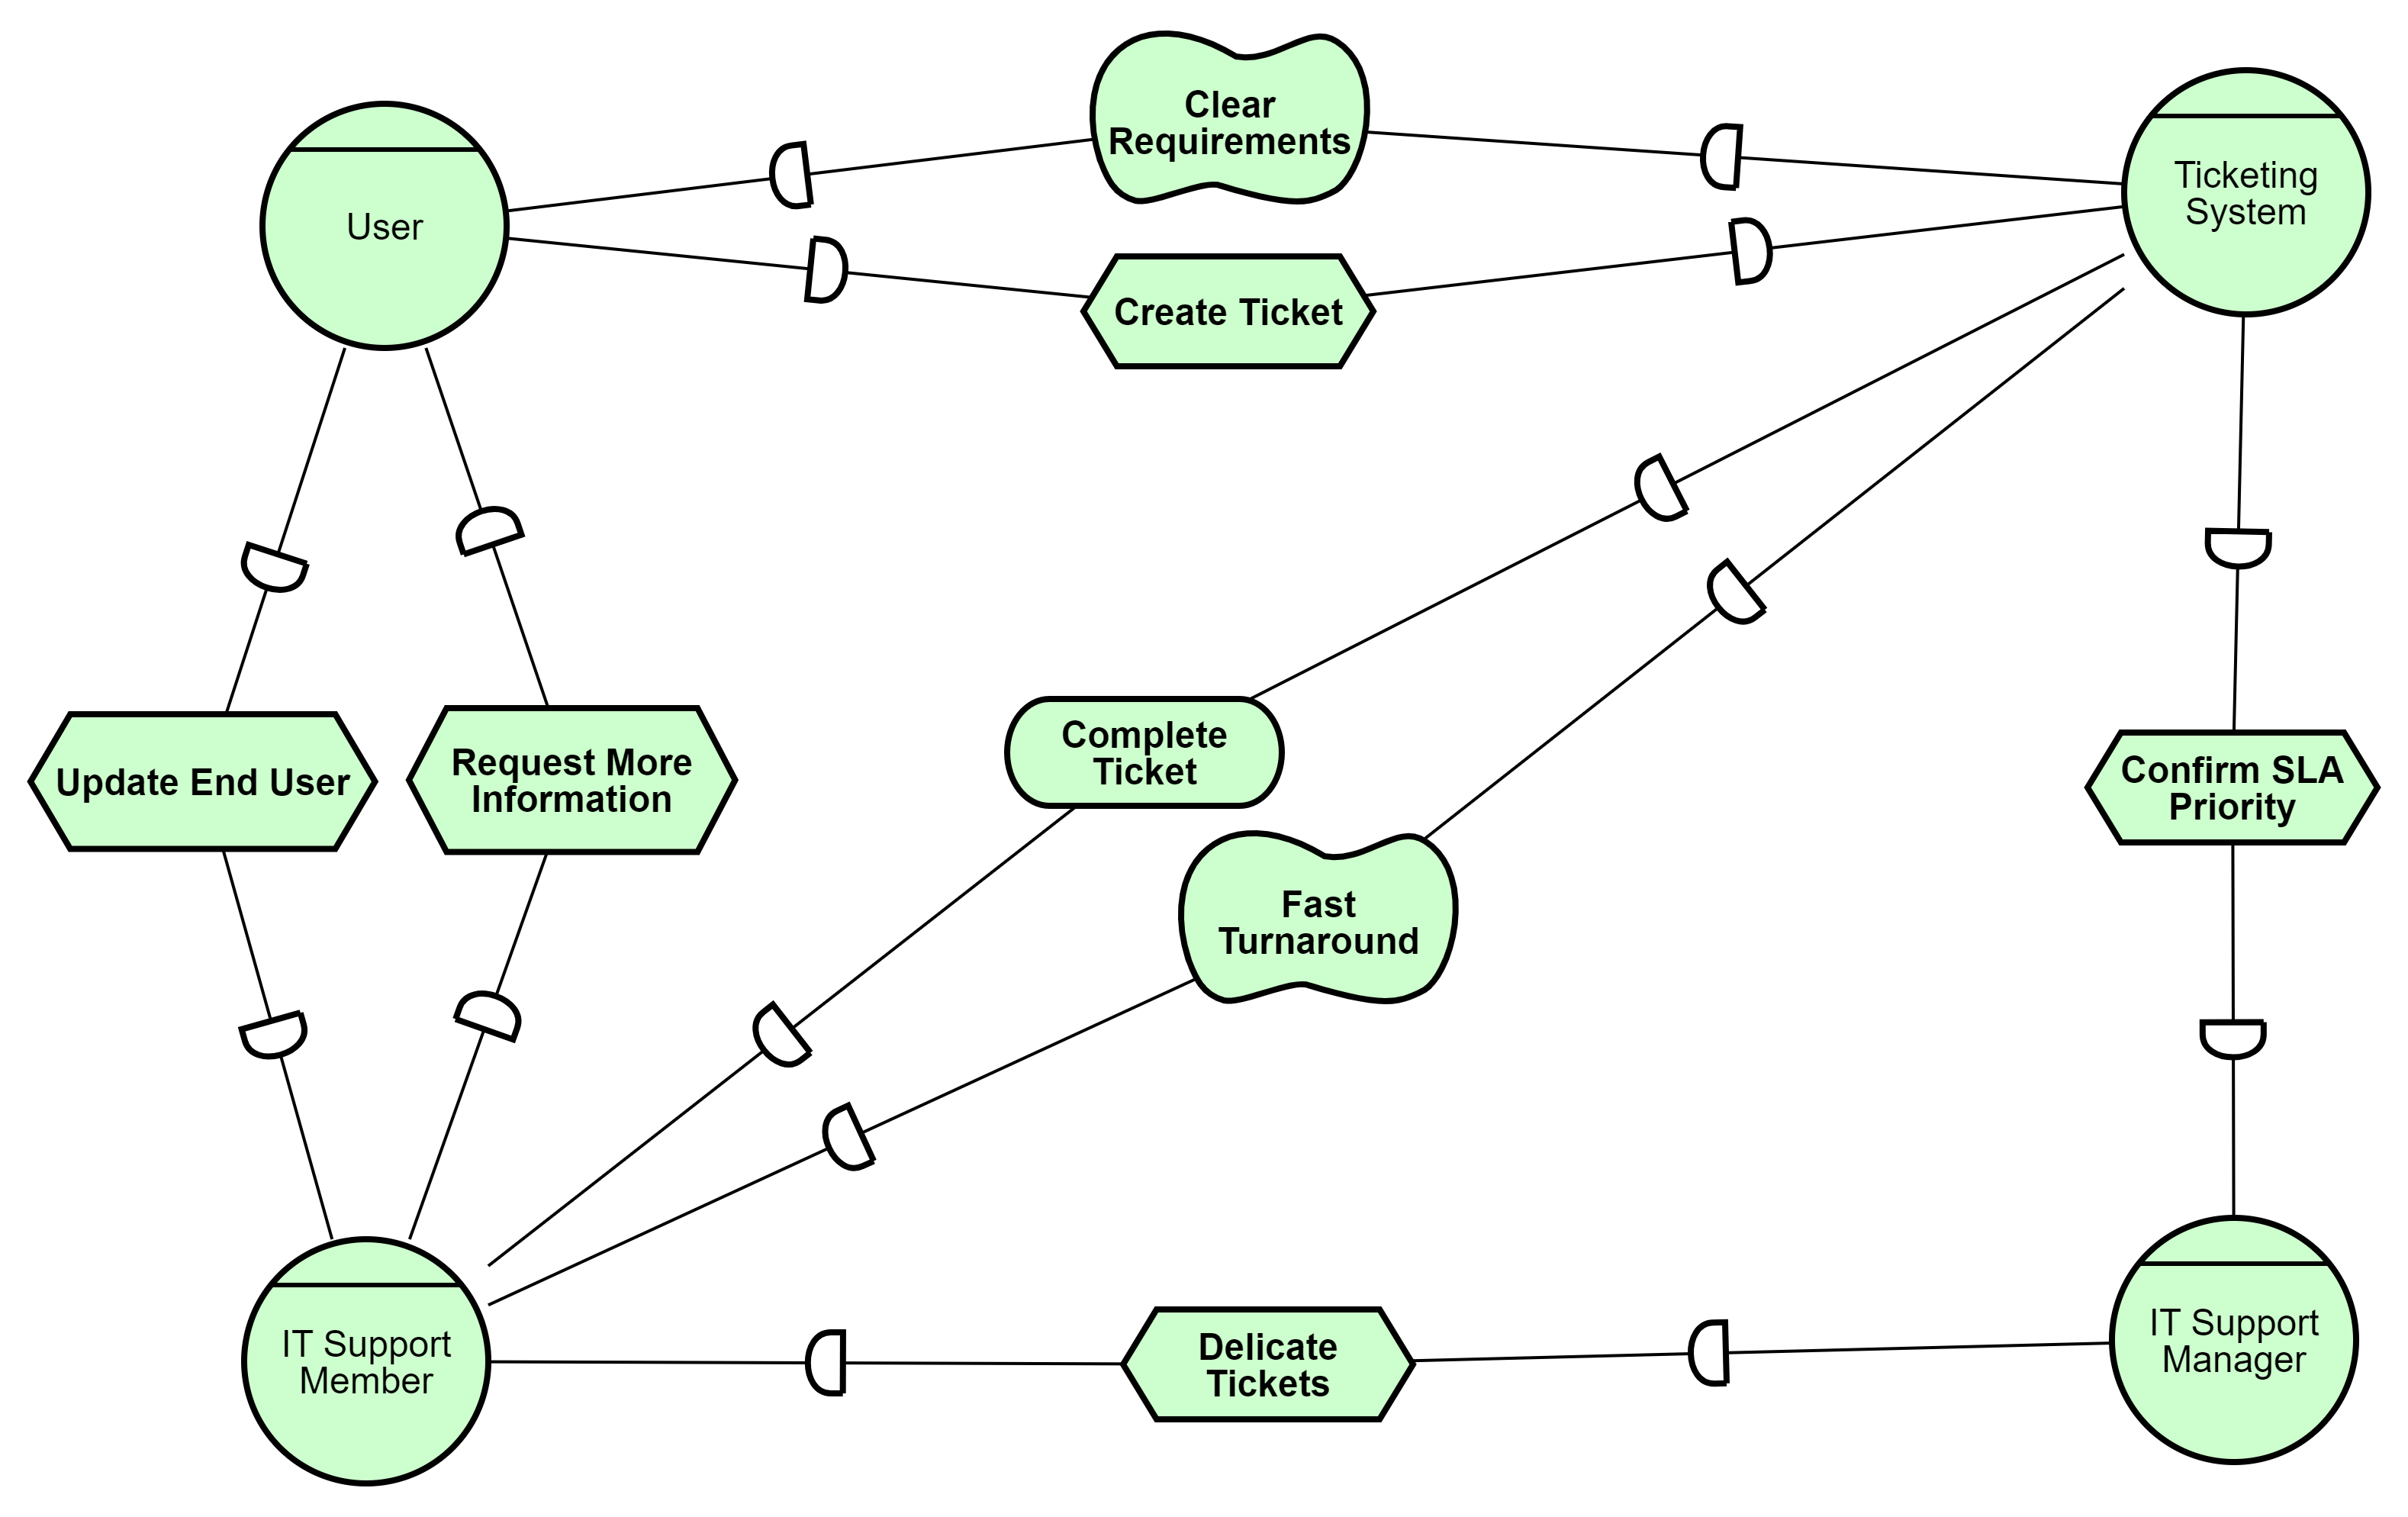 Clear
Requirements
User
Ticketing
System
Create Ticket
Update End User
Request More
Information
Complete
Ticket
Confirm SLA
Priority
Fast
Turnaround
IT Support
Member
Delicate
Tickets
IT Support
Manager